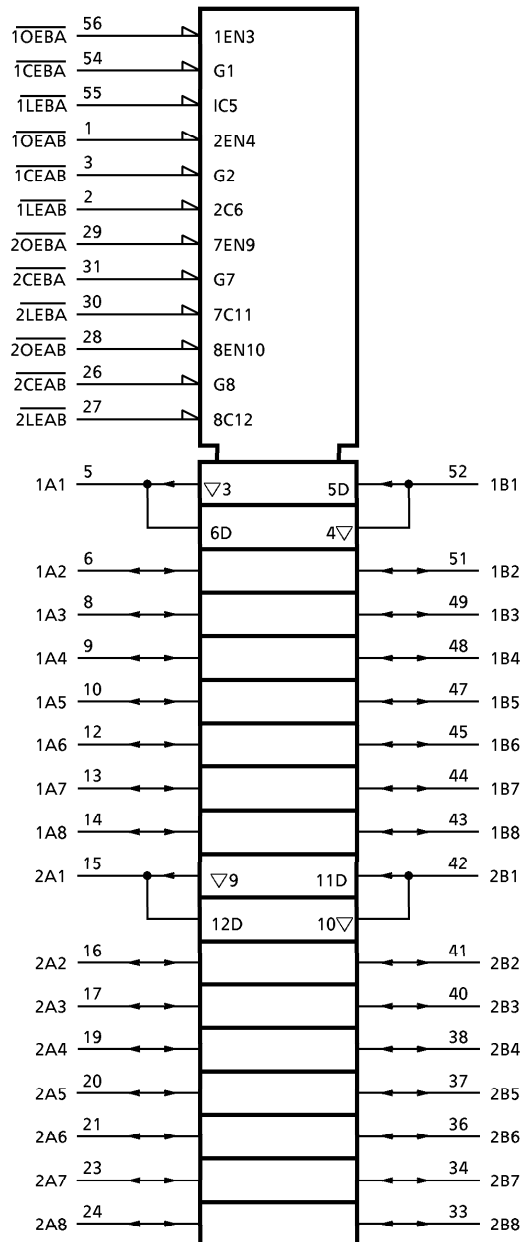 1OEBA 56 1EN3
1CEBA 54 G1
1LEBA 55 IC5
1OEAB 1 2EN4
1CEAB 3 G2
1LEAB 2 2C6
2OEBA 29 7EN9
2CEBA 31 G7
2LEBA 30 7C11
2OEAB 28 8EN10
2CEAB 26 G8
2LEAB 27 8C12
1A1 5 ▽3 5D 52 1B1
6D 4▽
1A2 6 51 1B2
1A3 8 49 1B3
1A4 9 48 1B4
1A5 10 47 1B5
1A6 12 45 1B6
1A7 13 44 1B7
1A8 14 43 1B8
2A1 15 ▽9 11D 42 2B1
12D 10▽
2A2 16 41 2B2
2A3 17 40 2B3
2A4 19 38 2B4
2A5 20 37 2B5
2A6 21 36 2B6
2A7 23 34 2B7
2A8 24 33 2B8